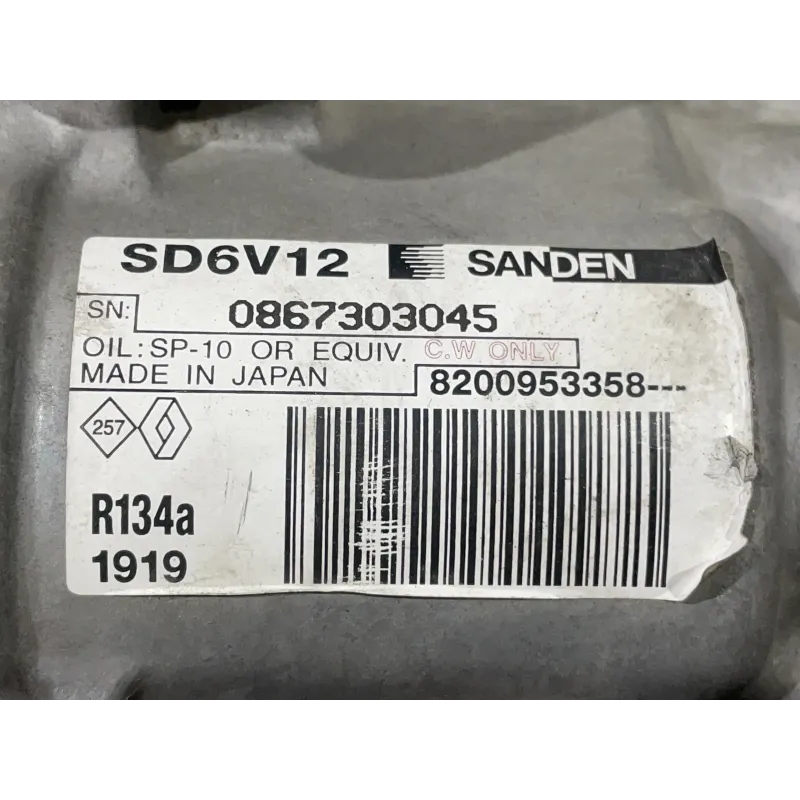 SD6V12 SANDEN
SN: 0867303045
OIL: SP-10 OR EQUIV. C.W ONLY
MADE IN JAPAN 8200953358---
257
R134a
1919